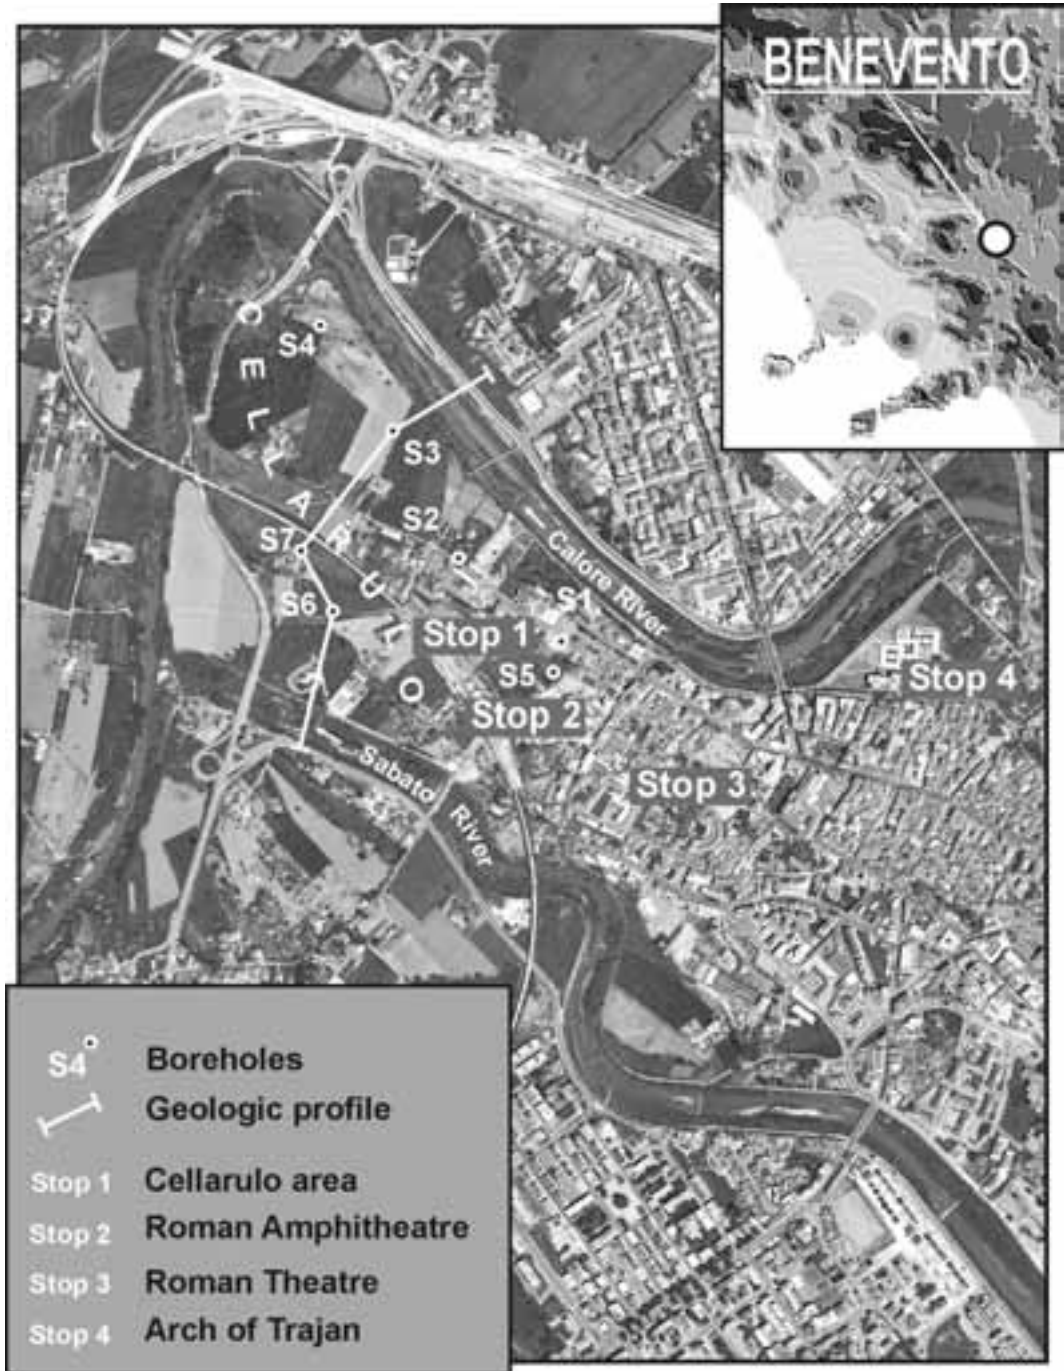 BENEVENTO
S4
CELLARULO
S3
S2
S7
Calore River
S1
S6
Stop 1
S5
Stop 4
Stop 2
Sabato River
Stop 3
S4 Boreholes
Geologic profile
Stop 1 Cellarulo area
Stop 2 Roman Amphitheatre
Stop 3 Roman Theatre
Stop 4 Arch of Trajan